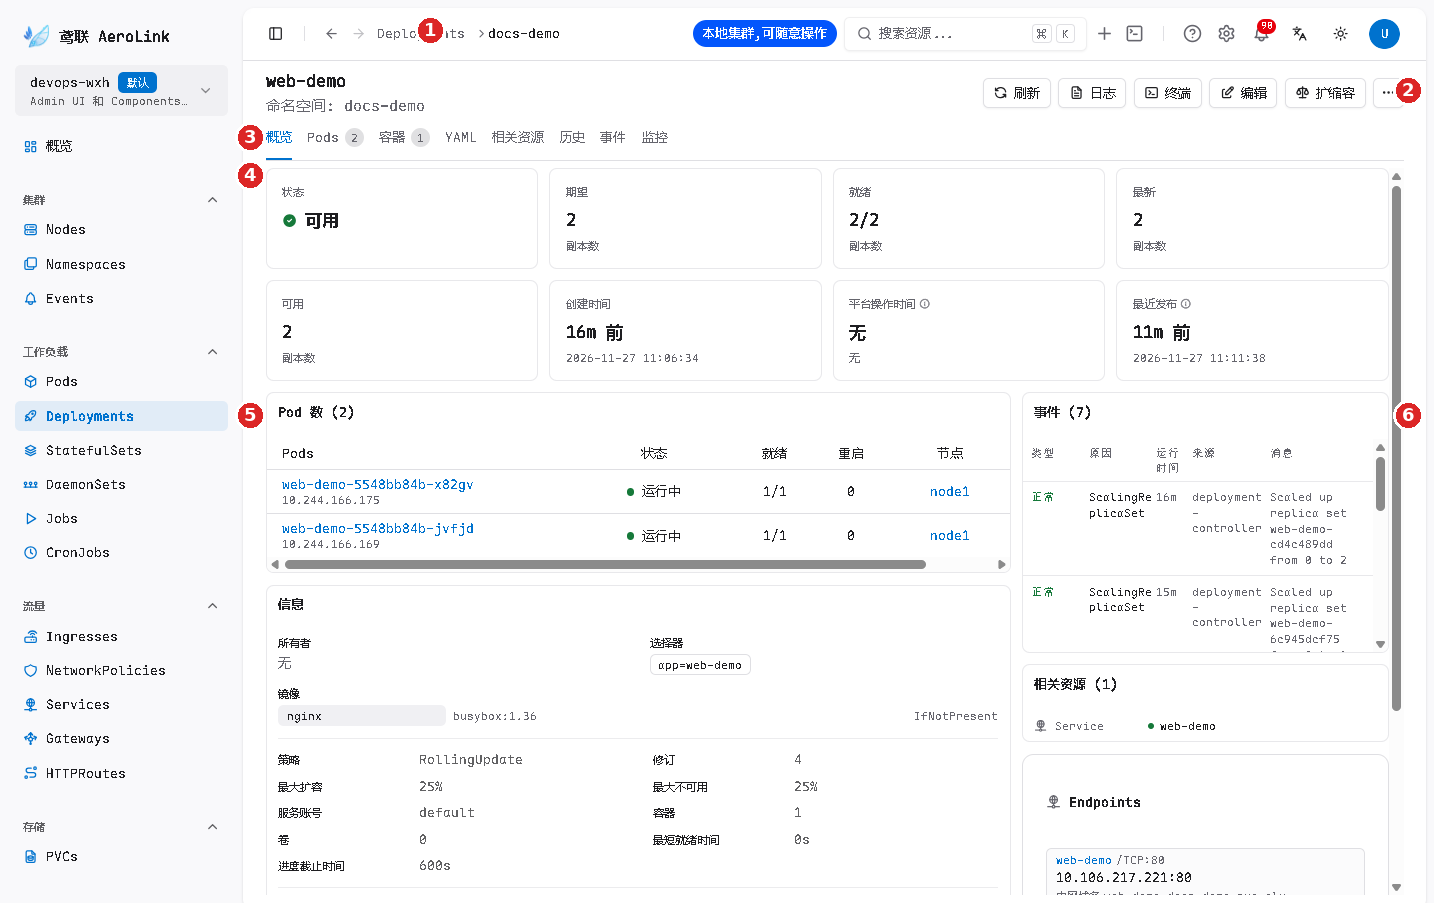 鸢联 AeroLink
devops-wxh 默认
Admin UI 和 Components…
概览
集群
Nodes
Namespaces
Events
工作负载
Pods
Deployments
StatefulSets
DaemonSets
Jobs
CronJobs
流量
Ingresses
NetworkPolicies
Services
Gateways
HTTPRoutes
存储
PVCs
Deployments 1 docs-demo
本地集群,可随意操作
搜索资源...
⌘ K
98
U
web-demo
命名空间: docs-demo
刷新 日志 终端 编辑 扩缩容 ... 2
3 概览 Pods 2 容器 1 YAML 相关资源 历史 事件 监控
4
状态
可用
期望
2
副本数
就绪
2/2
副本数
最新
2
副本数
可用
2
副本数
创建时间
16m 前
2026-11-27 11:06:34
平台操作时间
无
无
最近发布
11m 前
2026-11-27 11:11:38
5
Pod 数 (2)
Pods 状态 就绪 重启 节点
web-demo-5548bb84b-x82gv 运行中 1/1 0 node1
10.244.166.175
web-demo-5548bb84b-jvfjd 运行中 1/1 0 node1
10.244.166.169
信息
所有者 选择器
无 app=web-demo
镜像
nginx busybox:1.36 IfNotPresent
策略 RollingUpdate 修订 4
最大扩容 25% 最大不可用 25%
服务账号 default 容器 1
卷 0 最短就绪时间 0s
进度截止时间 600s
6
事件 (7)
类型 原因 运行时间 来源 消息
正常 ScalingReplicaSet 16m deployment-controller Scaled up
replica set
web-demo-
cd4c489dd
from 0 to 2
正常 ScalingReplicaSet 15m deployment-controller Scaled up
replica set
web-demo-
6c945dcf75
相关资源 (1)
Service web-demo
Endpoints
web-demo /TCP:80
10.106.217.221:80